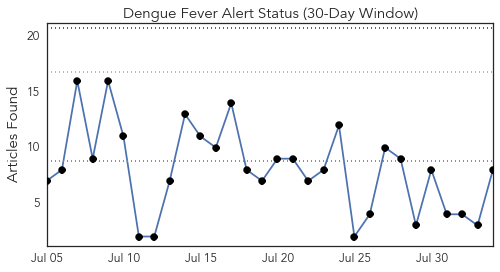 Dengue Fever Alert Status (30-Day Window)
Articles Found
20
15
10
5
Jul 05
Jul 10
Jul 15
Jul 20
Jul 25
Jul 30